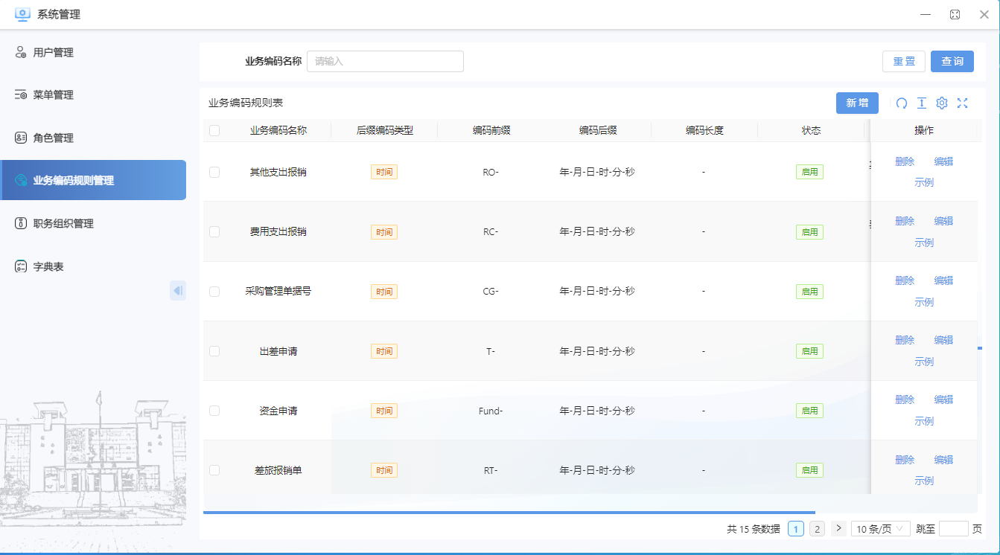 系统管理
用户管理
菜单管理
角色管理
业务编码规则管理
职务组织管理
字典表
业务编码名称 请输入 重置 查询
业务编码规则表 新增
业务编码名称 后缀编码类型 编码前缀 编码后缀 编码长度 状态 操作
其他支出报销 时间 RO- 年-月-日-时-分-秒 - 启用 删除 编辑
示例
费用支出报销 时间 RC- 年-月-日-时-分-秒 - 启用 删除 编辑
示例
采购管理单据号 时间 CG- 年-月-日-时-分-秒 - 启用 删除 编辑
示例
出差申请 时间 T- 年-月-日-时-分-秒 - 启用 删除 编辑
示例
资金申请 时间 Fund- 年-月-日-时-分-秒 - 启用 删除 编辑
示例
差旅报销单 时间 RT- 年-月-日-时-分-秒 - 启用 删除 编辑
示例
共 15 条数据 1 2 > 10 条/页 跳至 页